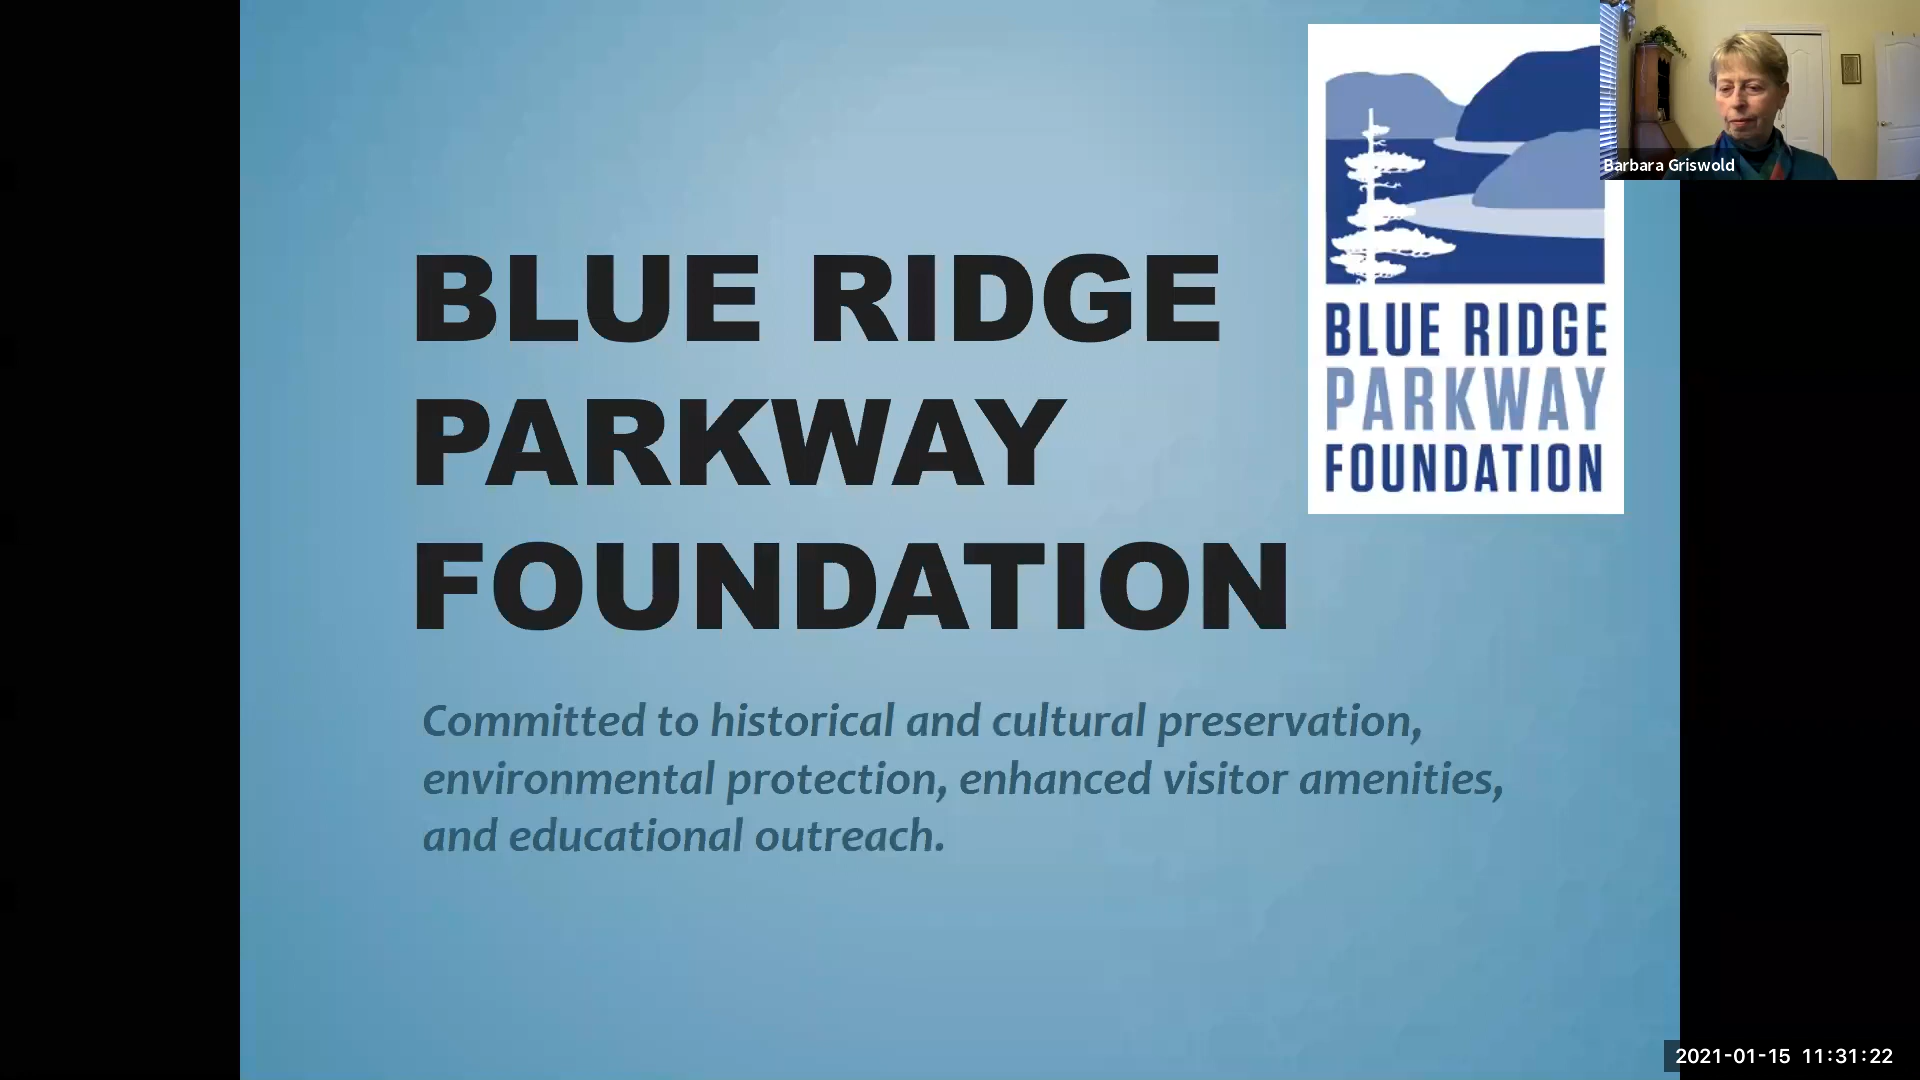 BLUE RIDGE
PARKWAY
FOUNDATION
Committed to historical and cultural preservation,
environmental protection, enhanced visitor amenities,
and educational outreach.
BLUE RIDGE
PARKWAY
FOUNDATION
Barbara Griswold
2021-01-15 11:31:22